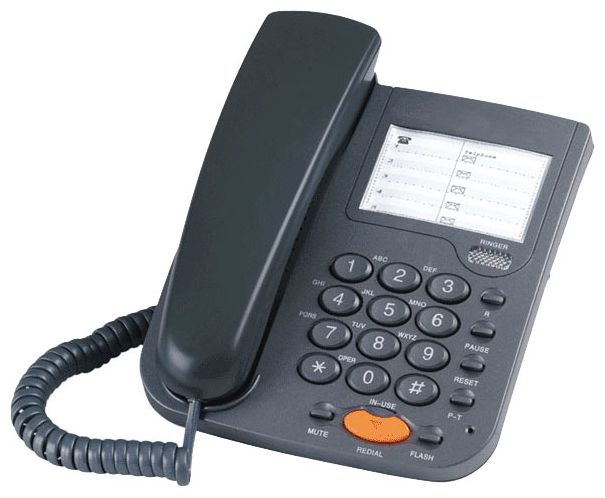 Telphone
RINGER
1
ABC
2
DEF
3
GHI
4
JKL
5
MNO
6
R
PQRS
7
TUV
8
WXYZ
9
PAUSE
*
OPER
0
#
RESET
IN-USE
P-T
MUTE
REDIAL
FLASH